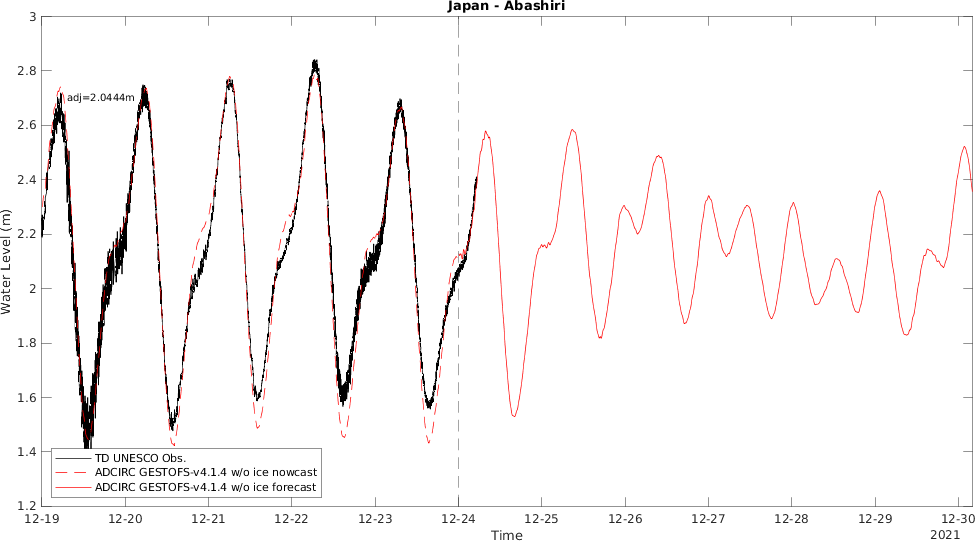 Japan - Abashiri
3
2.8
2.6
2.4
2.2
2
1.8
1.6
1.4
1.2
Water Level (m)
adj=2.0444m
TD UNESCO Obs.
ADCIRC GESTOFS-v4.1.4 w/o ice nowcast
ADCIRC GESTOFS-v4.1.4 w/o ice forecast
12-19 12-20 12-21 12-22 12-23 12-24 12-25 12-26 12-27 12-28 12-29 12-30
Time
2021